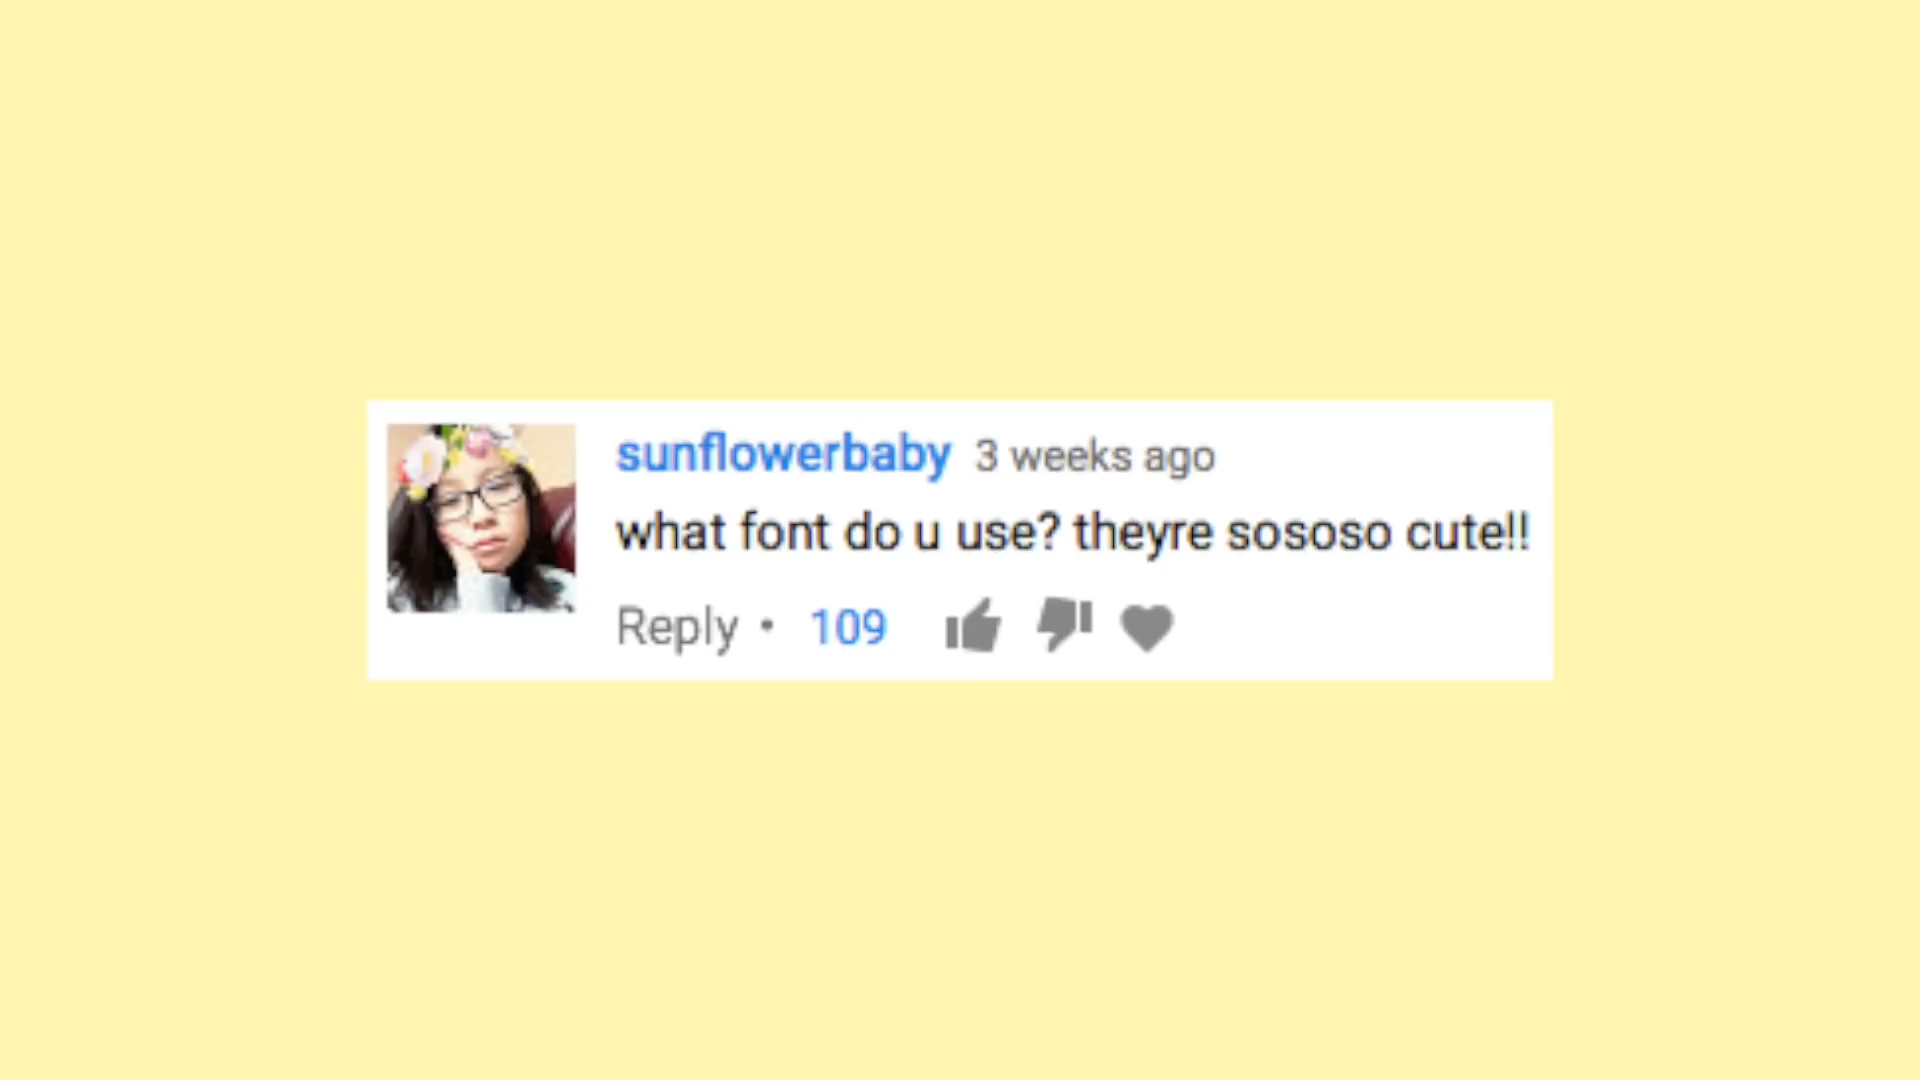 sunflowerbaby 3 weeks ago
what font do u use? theyre sososo cute!!
Reply • 109